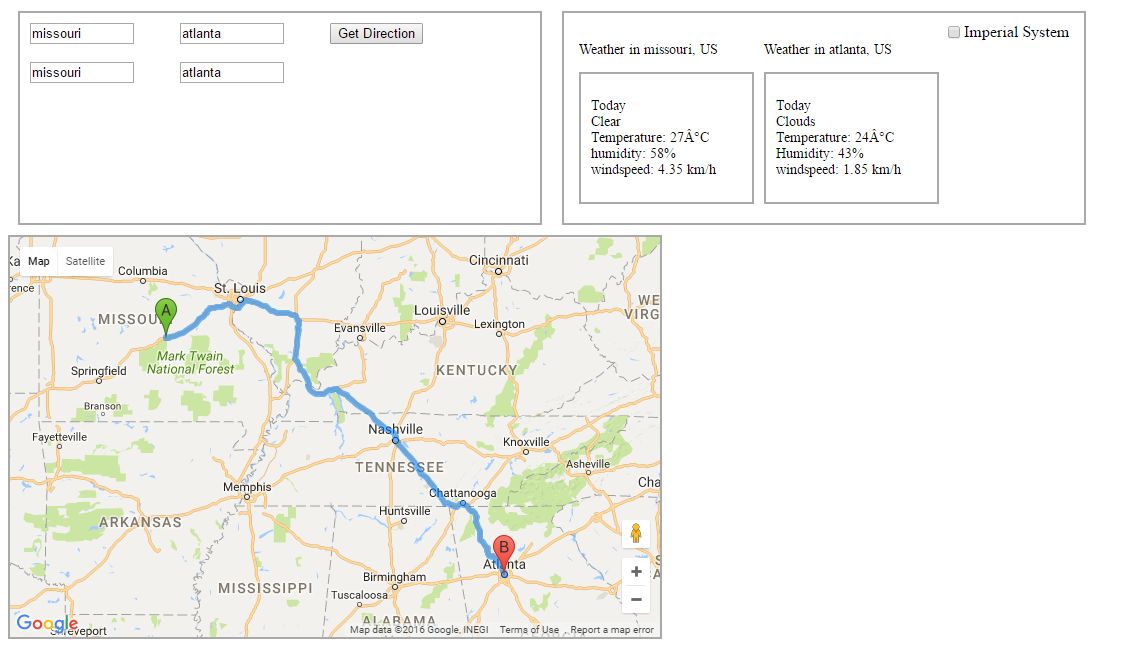 missouri
atlanta
Get Direction
missouri
atlanta
Imperial System
Weather in missouri, US
Weather in atlanta, US
Today
Clear
Temperature: 27Â°C
humidity: 58%
windspeed: 4.35 km/h
Today
Clouds
Temperature: 24Â°C
Humidity: 43%
windspeed: 1.85 km/h
Map
Satellite
Ka
rence
Columbia
Cincinnati
St. Louis
A
MISSOU
Louisville
Lexington
Evansville
WE
VIRG
Mark Twain
National Forest
Springfield
KENTUCKY
Branson
Fayetteville
Nashville
Knoxville
TENNESSEE
Asheville
Memphis
Chattanooga
Cha
Huntsville
ARKANSAS
B
Atlanta
S
A
Birmingham
MISSISSIPPI
Tuscaloosa
ALABAMA
Google
Shreveport
Map data ©2016 Google, INEGI
Terms of Use
Report a map error